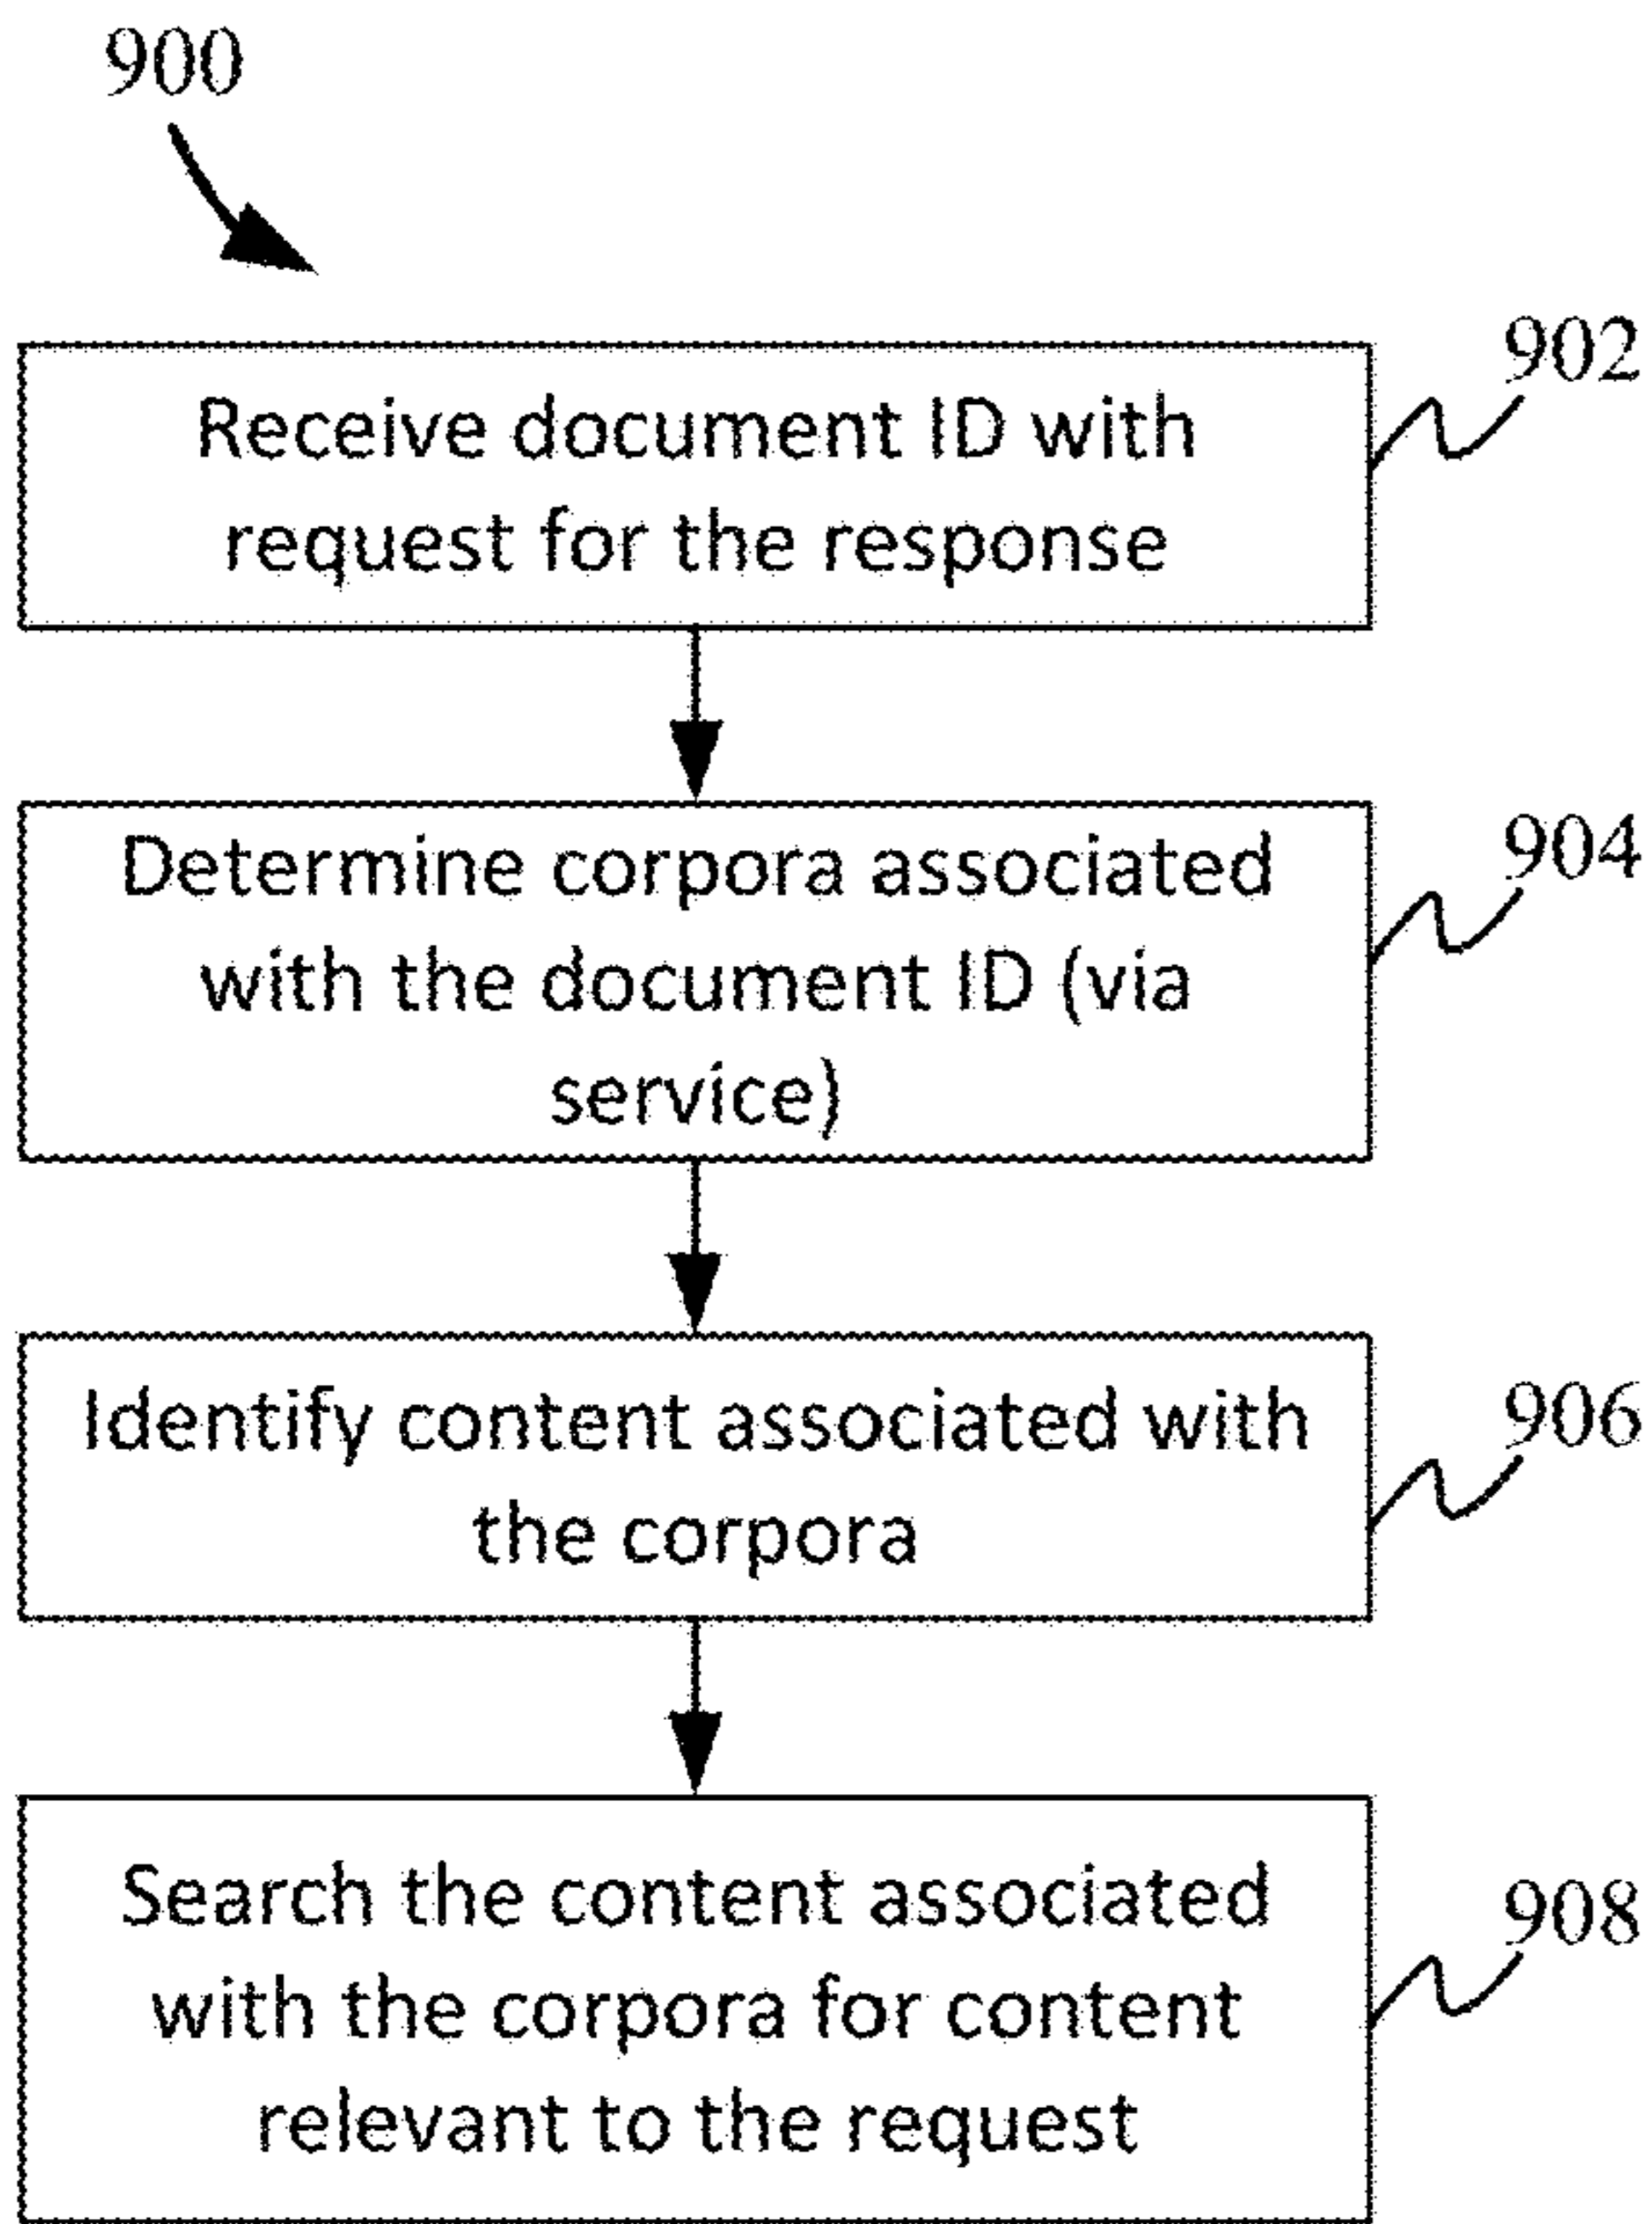 900
902
Receive document ID with
request for the response
904
Determine corpora associated
with the document ID (via
service)
906
Identify content associated with
the corpora
908
Search the content associated
with the corpora for content
relevant to the request